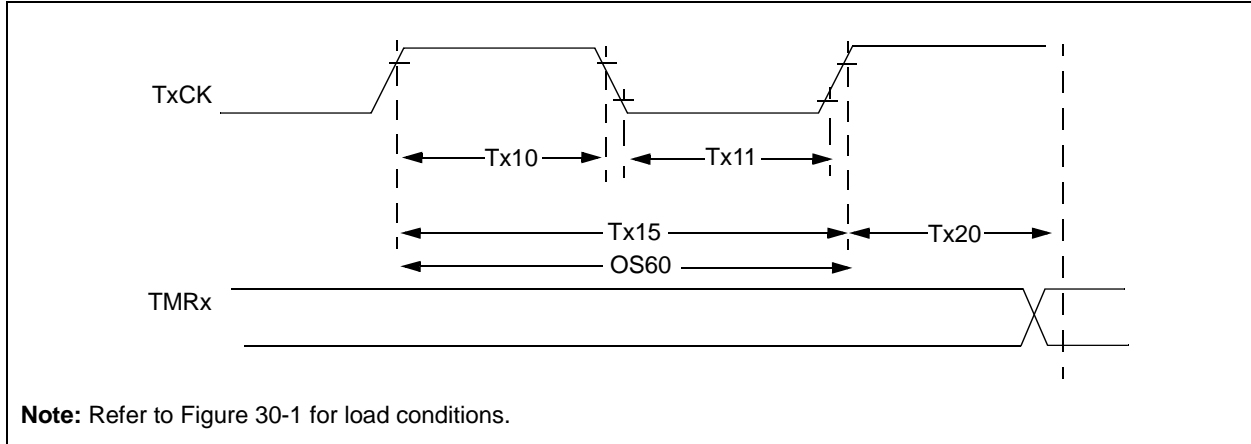 TxCK
Tx10
Tx11
Tx15
Tx20
OS60
TMRx
Note: Refer to Figure 30-1 for load conditions.